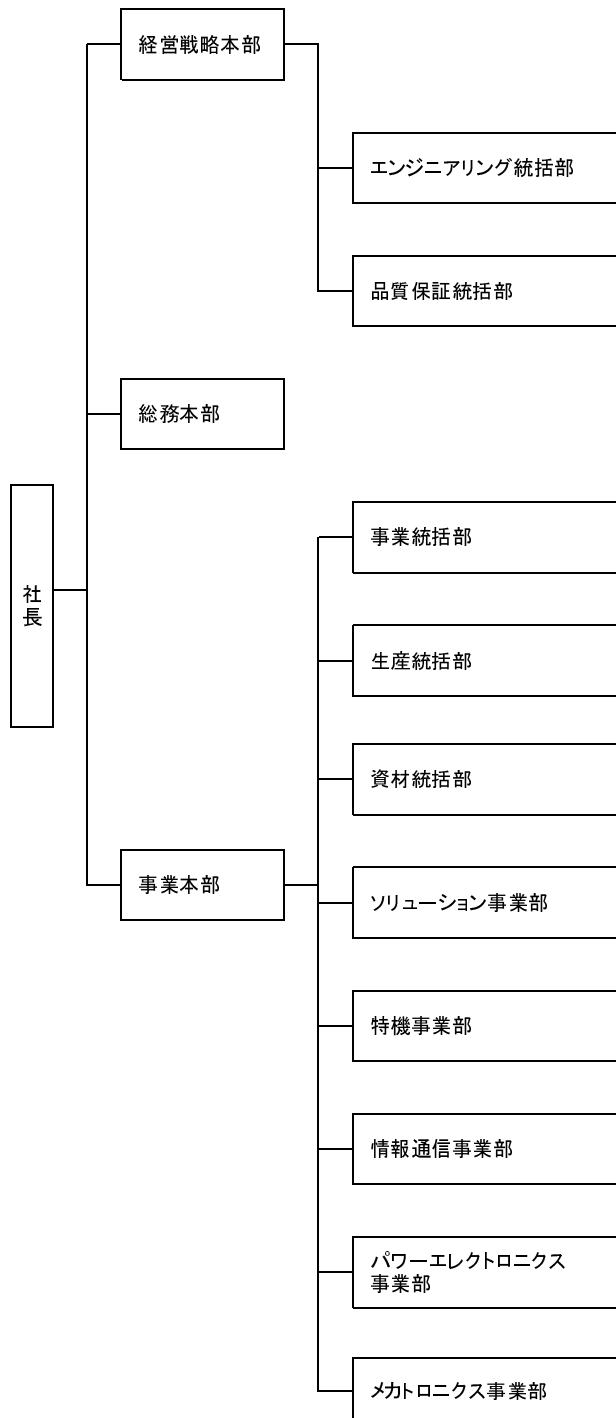 経営戦略本部
エンジニアリング統括部
品質保証統括部
総務本部
社長
事業統括部
生産統括部
資材統括部
事業本部
ソリューション事業部
特機事業部
情報通信事業部
パワーエレクトロニクス
事業部
メカトロニクス事業部